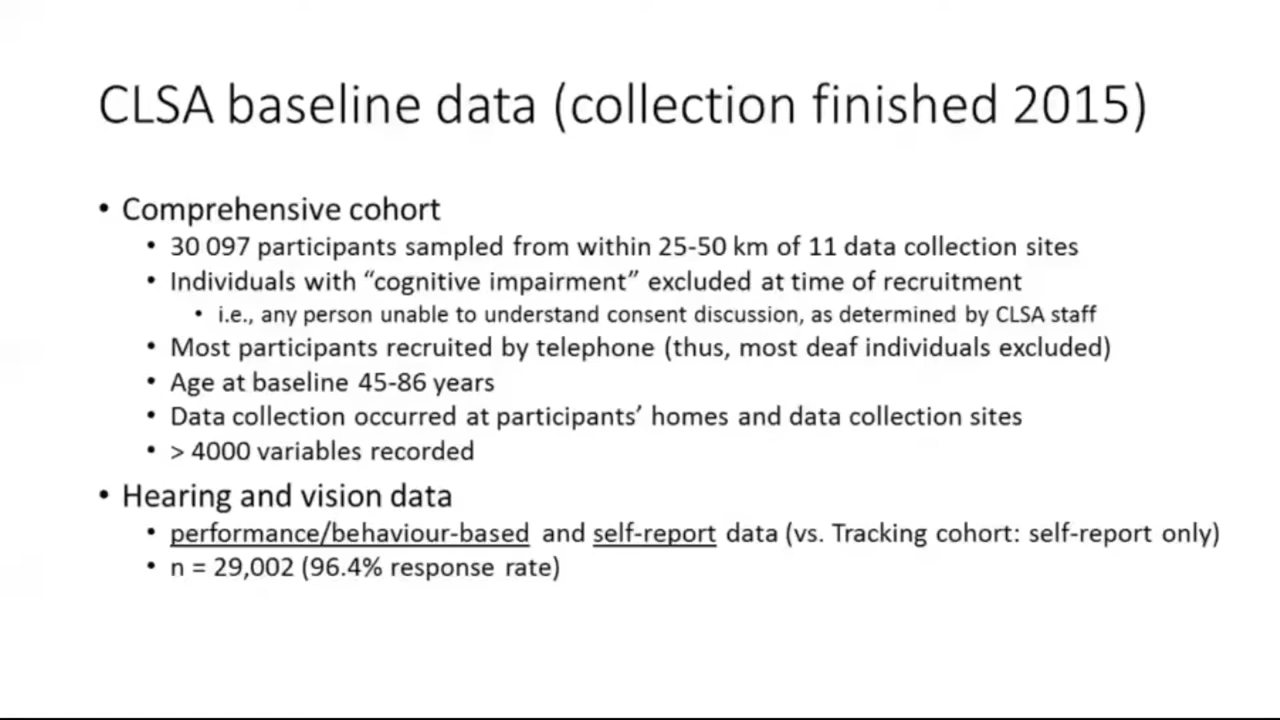 CLSA baseline data (collection finished 2015)
• Comprehensive cohort
• 30 097 participants sampled from within 25-50 km of 11 data collection sites
• Individuals with “cognitive impairment” excluded at time of recruitment
• i.e., any person unable to understand consent discussion, as determined by CLSA staff
• Most participants recruited by telephone (thus, most deaf individuals excluded)
• Age at baseline 45-86 years
• Data collection occurred at participants’ homes and data collection sites
• > 4000 variables recorded
• Hearing and vision data
• performance/behaviour-based and self-report data (vs. Tracking cohort: self-report only)
• n = 29,002 (96.4% response rate)